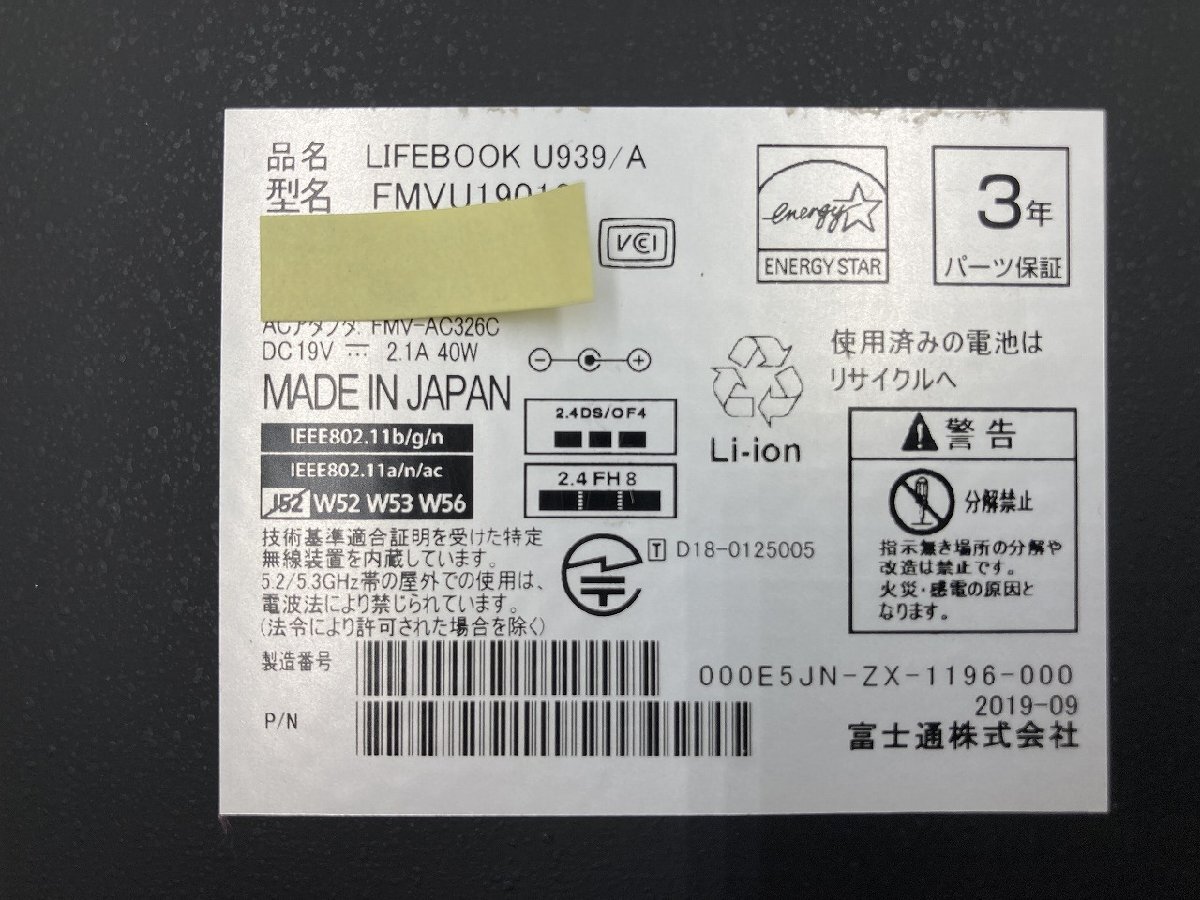 品名 LIFEBOOK U939/A
型名
VCCI
energy
ENERGY STAR
3年
パーツ保証
ACアダプタ: FMV-AC326C
DC19V ⎓ 2.1A 40W
MADE IN JAPAN
IEEE802.11b/g/n
IEEE802.11a/n/ac
J52 W52 W53 W56
2.4DS/OF4
2.4FH8
Li-ion
使用済みの電池は
リサイクルへ
警告
分解禁止
指示無き場所の分解や
改造は禁止です。
火災・感電の原因と
なります。
技術基準適合証明を受けた特定
無線装置を内蔵しています。
5.2/5.3GHz帯の屋外での使用は、
電波法により禁じられています。
(法令により許可された場合を除く)
T D18-0125005
製造番号
P/N
000E5JN-ZX-1196-000
2019-09
富士通株式会社